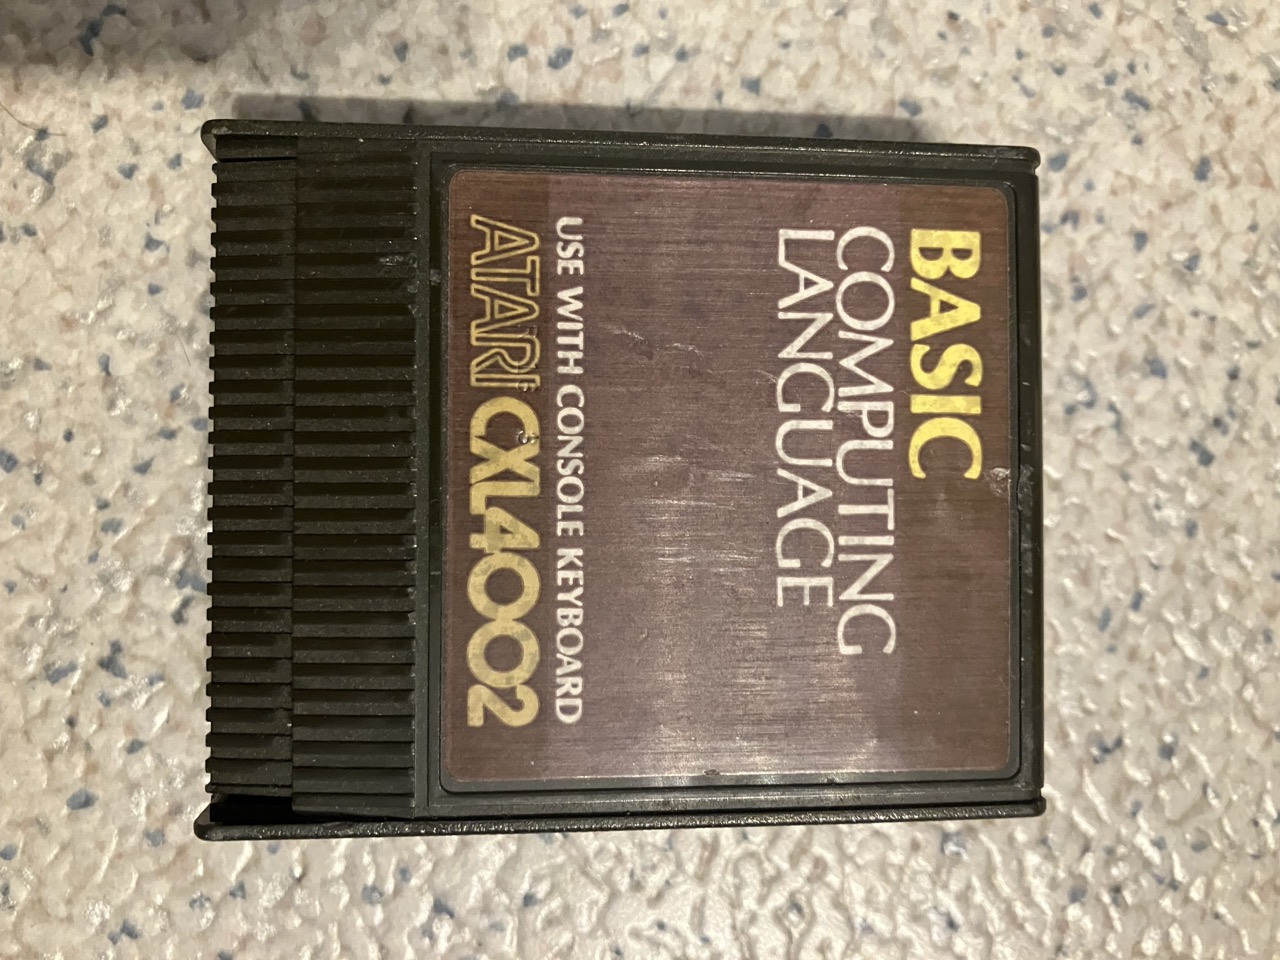 BASIC
COMPUTING
LANGUAGE
USE WITH CONSOLE KEYBOARD
ATARI® CXL4002